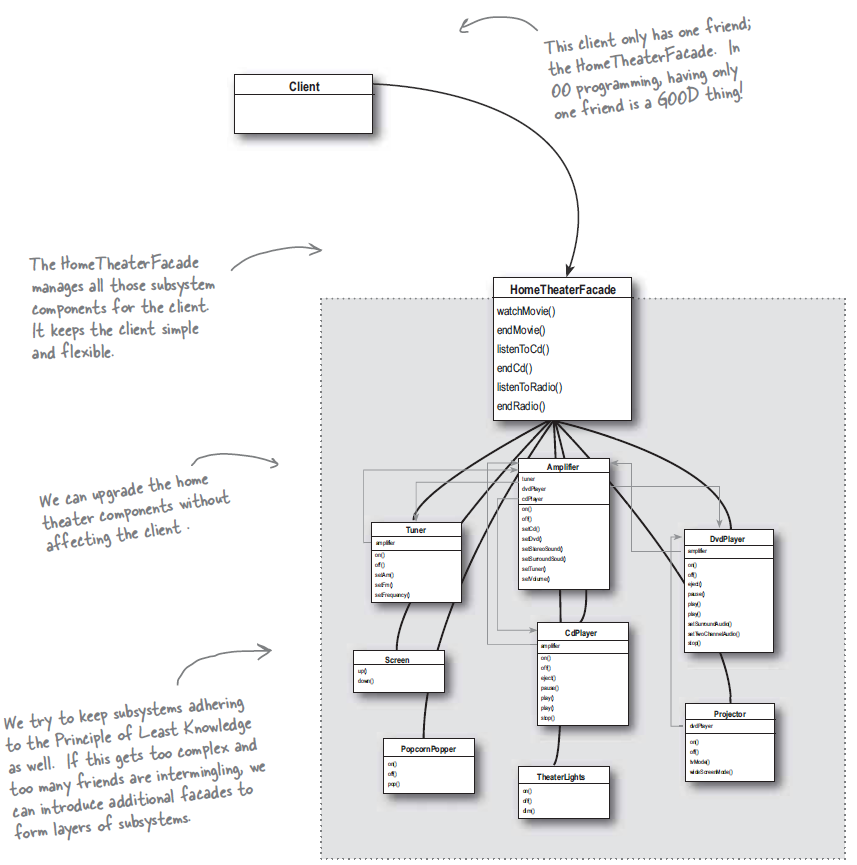 This client only has one friend;
the HomeTheaterFacade. In
OO programming, having only
one friend is a GOOD thing!
Client
The HomeTheaterFacade
manages all those subsystem
components for the client.
It keeps the client simple
and flexible.
HomeTheaterFacade
watchMovie()
endMovie()
listenToCd()
endCd()
listenToRadio()
endRadio()
We can upgrade the home
theater components without
affecting the client .
Amplifier
tuner
dvdPlayer
cdPlayer
on()
off()
setCd()
setDvd()
setStereoSound()
setSurroundSoud()
setTuner()
setVolume()
Tuner
amplifier
on()
off()
setAm()
setFm()
setFrequency()
DvdPlayer
amplifier
on()
off()
eject()
pause()
play()
play()
setSurroundAudio()
setTwoChannelAudio()
stop()
Screen
up()
down()
CdPlayer
amplifier
on()
off()
eject()
pause()
play()
play()
stop()
We try to keep subsystems adhering
to the Principle of Least Knowledge
as well. If this gets too complex and
too many friends are intermingling, we
can introduce additional facades to
form layers of subsystems.
PopcornPopper
on()
off()
pop()
TheaterLights
on()
off()
dim()
Projector
dvdPlayer
on()
off()
tvMode()
wideScreenMode()